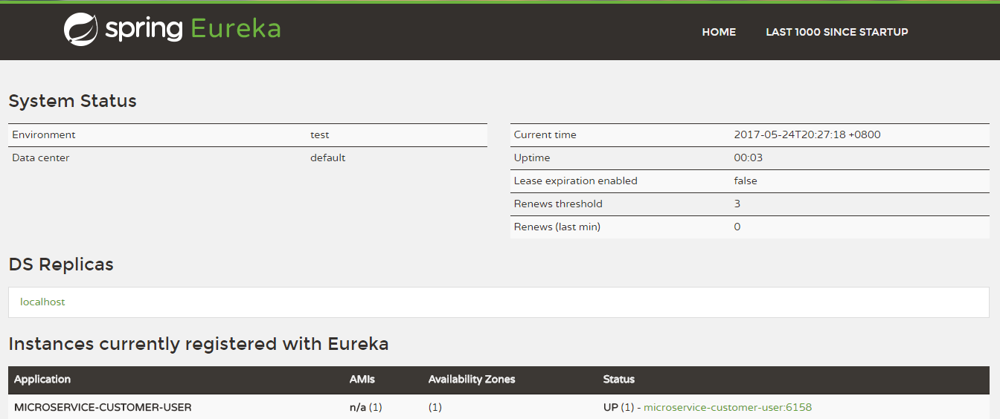 spring Eureka HOME LAST 1000 SINCE STARTUP
System Status
Environment test
Data center default
Current time 2017-05-24T20:27:18 +0800
Uptime 00:03
Lease expiration enabled false
Renews threshold 3
Renews (last min) 0
DS Replicas
localhost
Instances currently registered with Eureka
Application AMIs Availability Zones Status
MICROSERVICE-CUSTOMER-USER n/a (1) (1) UP (1) - microservice-customer-user:6158